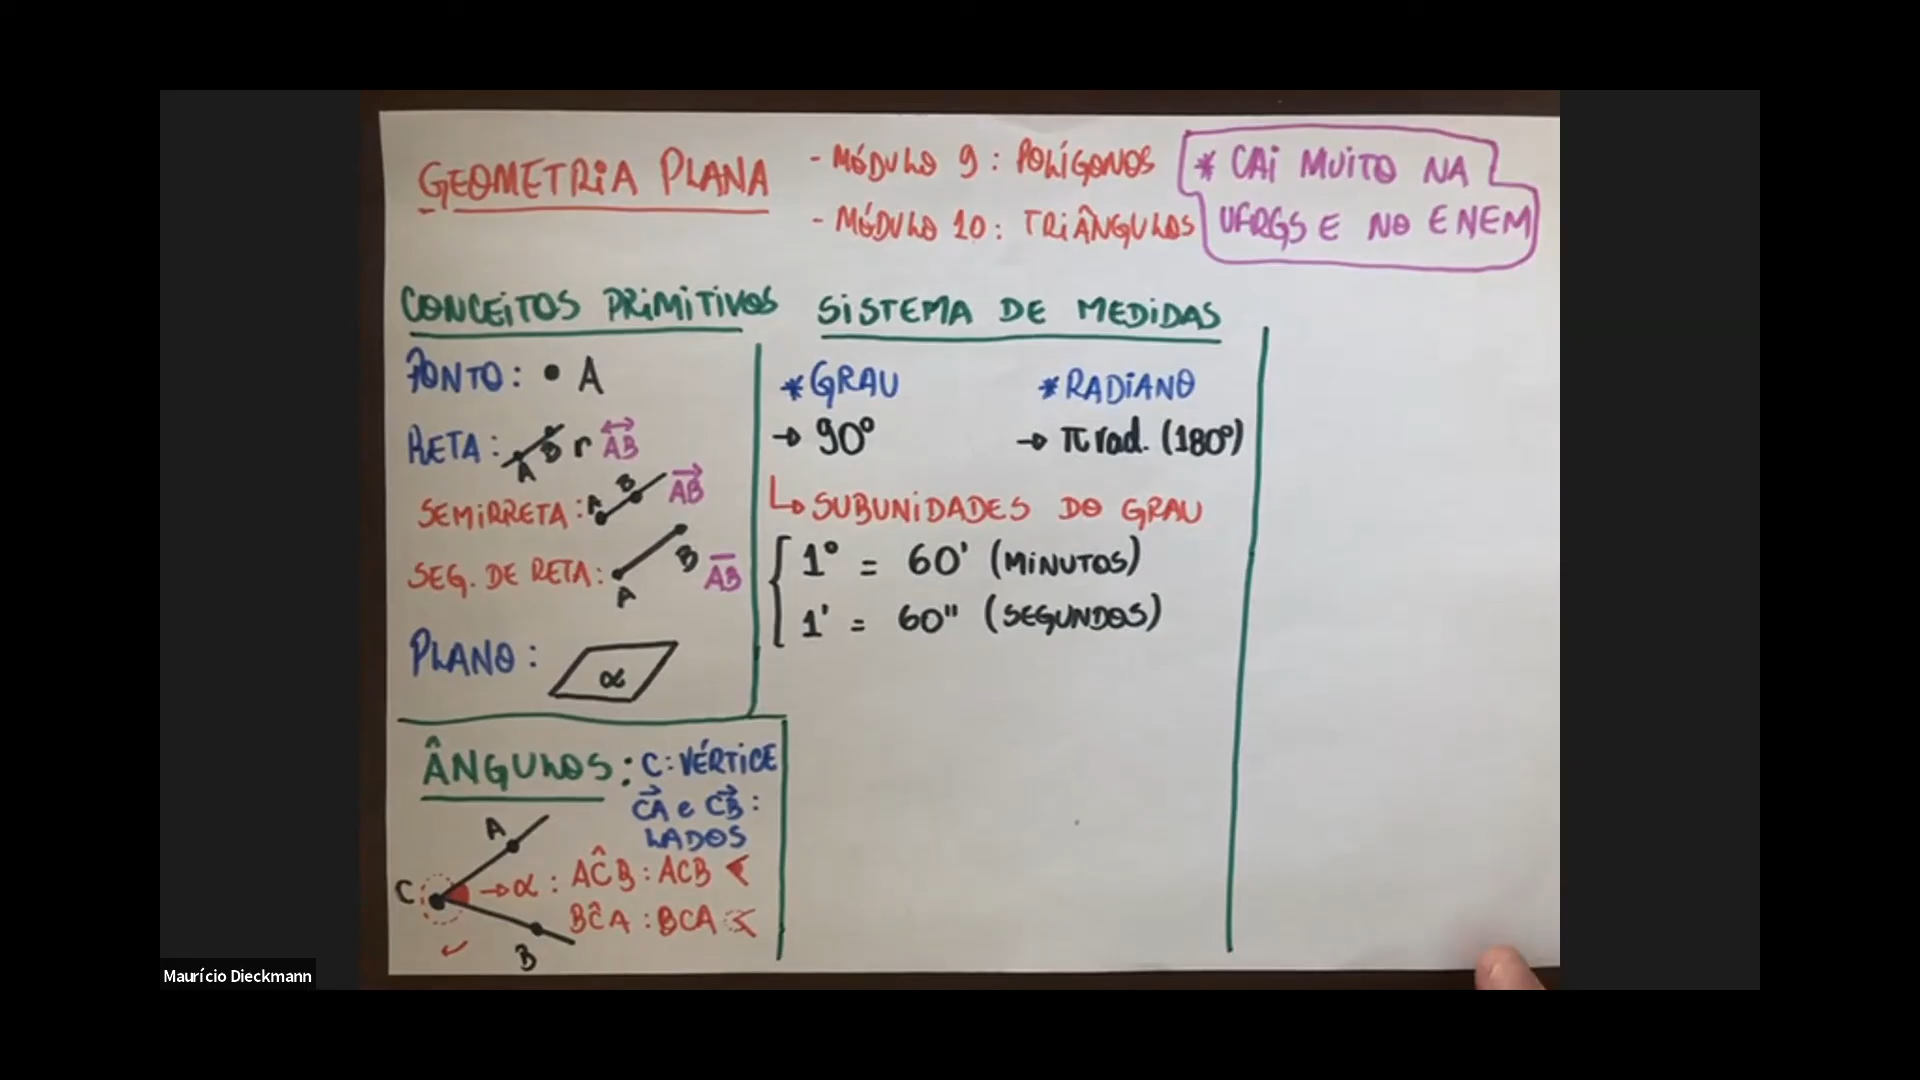 GEOMETRIA PLANA
- MÓDULO 9: POLÍGONOS
- MÓDULO 10: TRIÂNGULOS
* CAI MUITO NA
UFRGS E NO ENEM
CONCEITOS PRIMITIVOS
PONTO: • A
RETA: A B r AB
SEMIRRETA: A B AB
SEG. DE RETA: A B AB
PLANO: α
ÂNGULOS: C: VÉRTICE
CA e CB:
LADOS
A
C → α : AĈB : ACB ∢
BĈA : BCA ∢
B
SISTEMA DE MEDIDAS
* GRAU
→ 90°
* RADIANO
→ π rad. (180°)
↳ SUBUNIDADES DO GRAU
1° = 60' (MINUTOS)
1' = 60" (SEGUNDOS)
Maurício Dieckmann